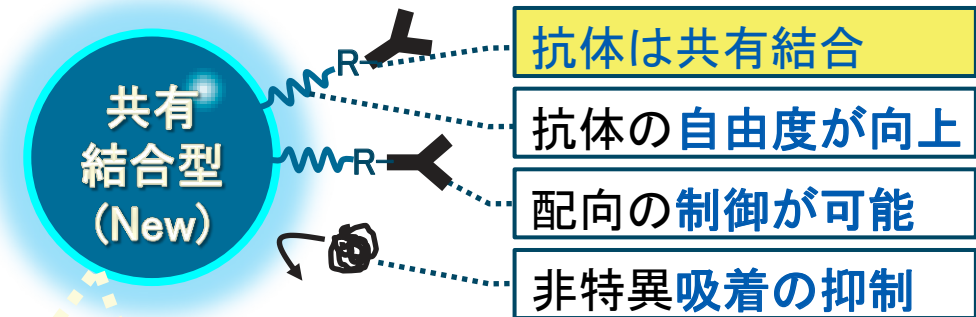 共有
結合型
(New)
R
抗体は共有結合
抗体の自由度が向上
R
配向の制御が可能
非特異吸着の抑制